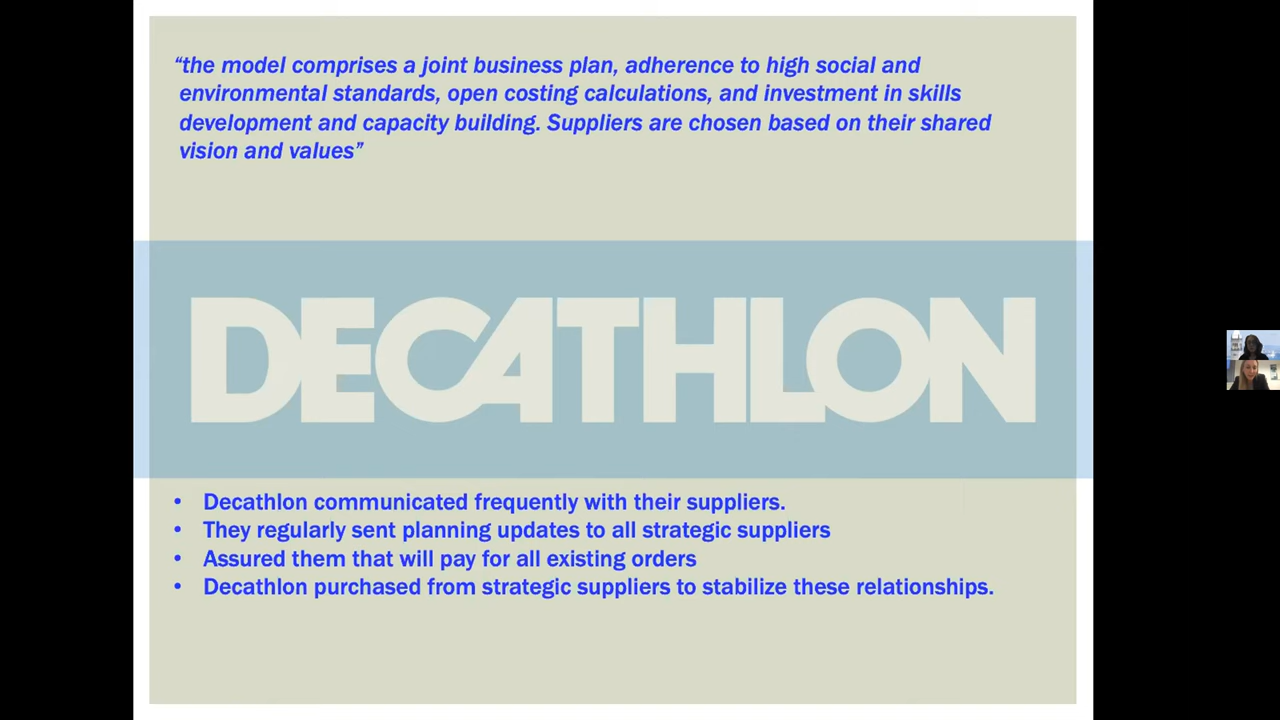 “the model comprises a joint business plan, adherence to high social and
environmental standards, open costing calculations, and investment in skills
development and capacity building. Suppliers are chosen based on their shared
vision and values”
DECATHLON
• Decathlon communicated frequently with their suppliers.
• They regularly sent planning updates to all strategic suppliers
• Assured them that will pay for all existing orders
• Decathlon purchased from strategic suppliers to stabilize these relationships.